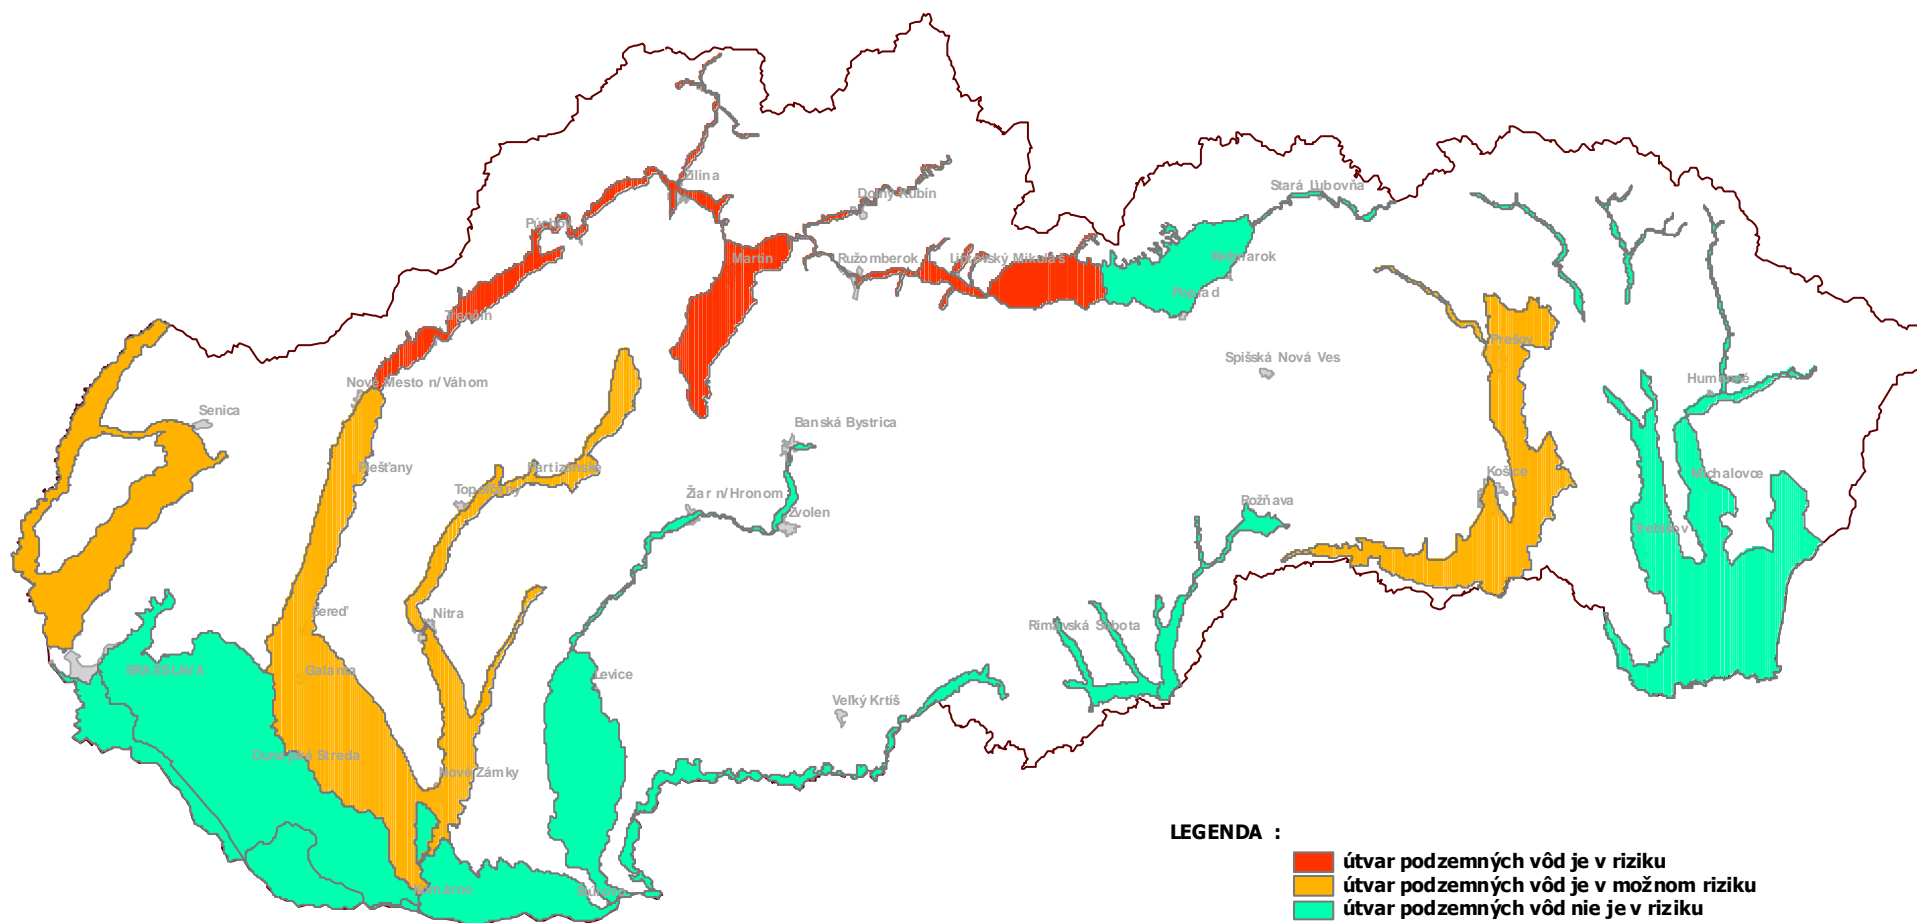 Žilina
Stará Ľubovňa
Dolný Kubín
Púchov
Martin
Ružomberok
Liptovský Mikuláš
Kežmarok
Poprad
Trenčín
Prešov
Spišská Nová Ves
Nové Mesto n/Váhom
Humenné
Senica
Banská Bystrica
Piešťany
Partizánske
Košice
Michalovce
Topoľčany
Žiar n/Hronom
Rožňava
Zvolen
Trebišov
Sereď
Nitra
Rimavská Sobota
BRATISLAVA
Galanta
Levice
Veľký Krtíš
Dunajská Streda
Nové Zámky
Komárno
Štúrovo
LEGENDA :
útvar podzemných vôd je v riziku
útvar podzemných vôd je v možnom riziku
útvar podzemných vôd nie je v riziku